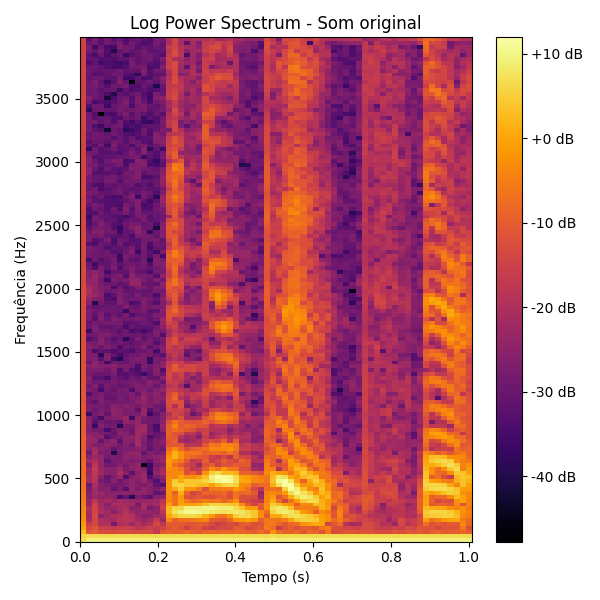 Log Power Spectrum - Som original
Frequência (Hz)
3500
3000
2500
2000
1500
1000
500
0
0.0
0.2
0.4
0.6
0.8
1.0
Tempo (s)
+10 dB
+0 dB
-10 dB
-20 dB
-30 dB
-40 dB